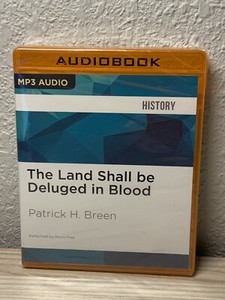 AUDIOBOOK
MP3 AUDIO
HISTORY
The Land Shall be
Deluged in Blood
Patrick H. Breen